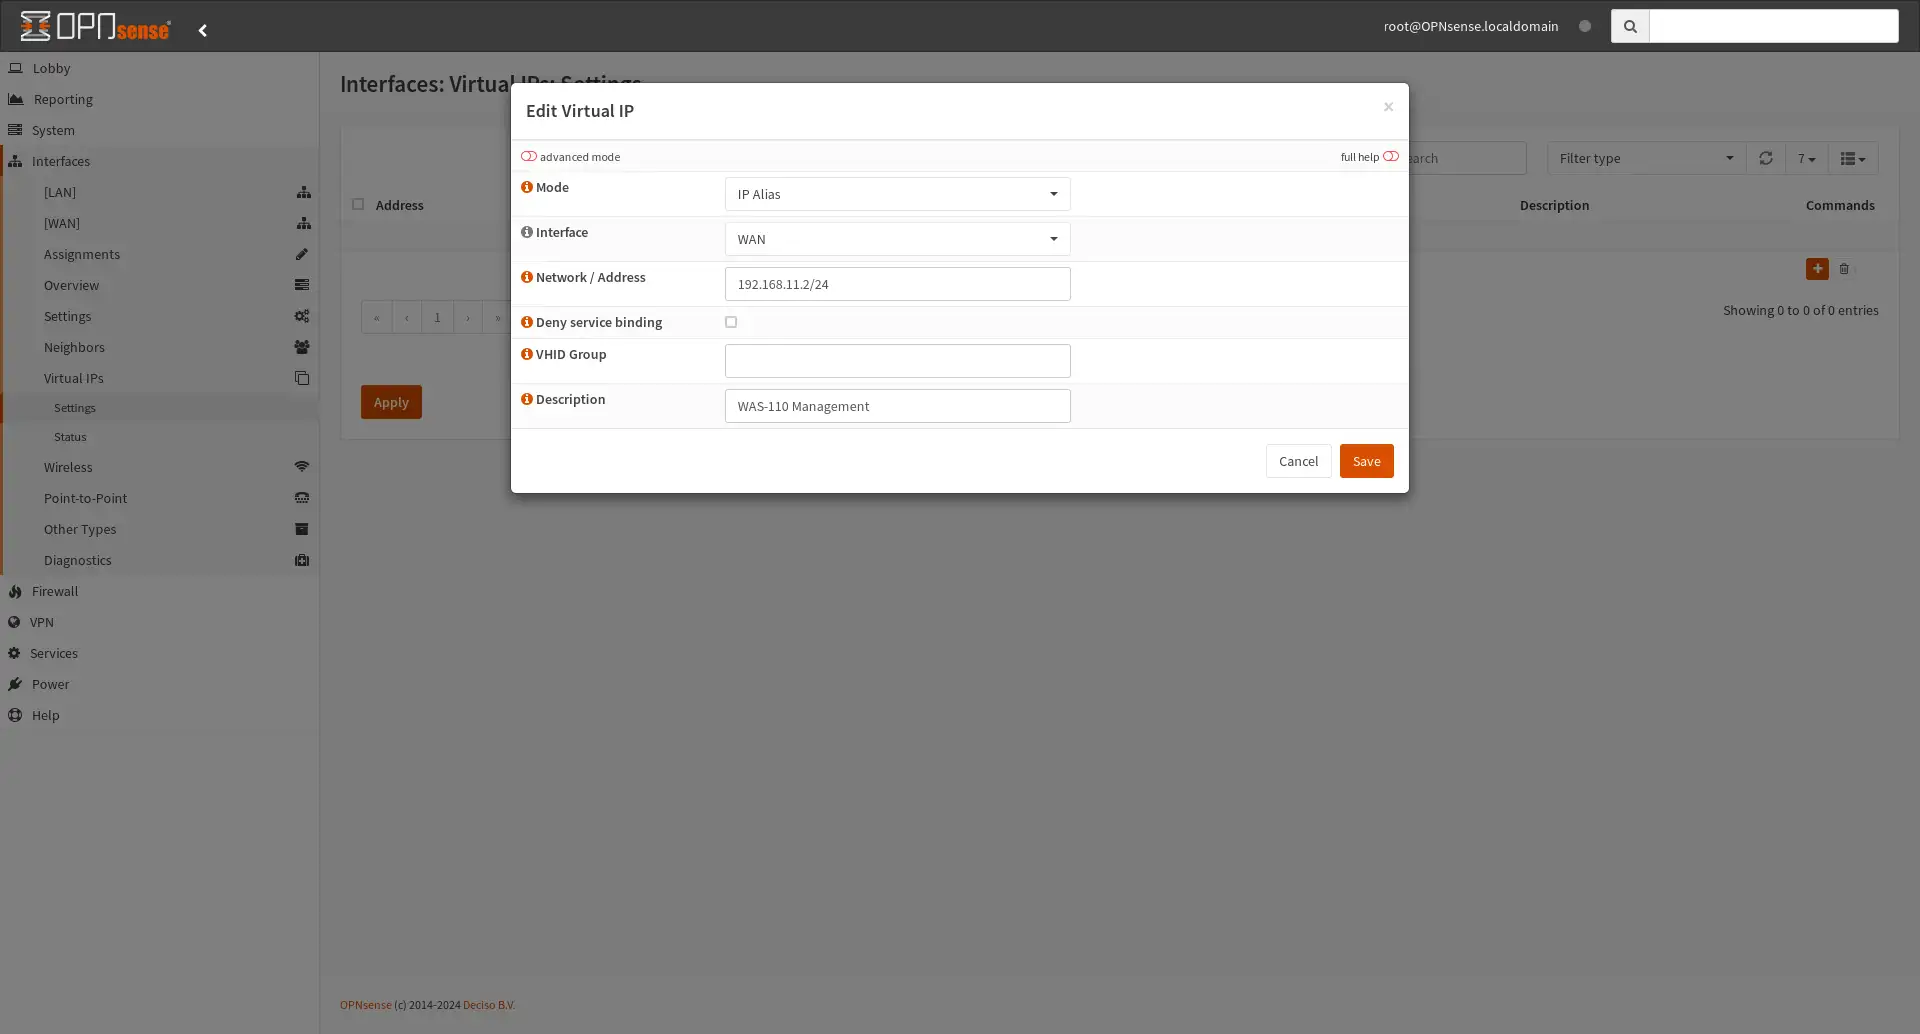 OPNsense
root@OPNsense.localdomain
Lobby
Reporting
System
Interfaces
[LAN]
[WAN]
Assignments
Overview
Settings
Neighbors
Virtual IPs
Settings
Status
Wireless
Point-to-Point
Other Types
Diagnostics
Firewall
VPN
Services
Power
Help
Interfaces: Virtual IPs: Settings
Filter type
7
Address
Description
Commands
« ‹ 1 › »
Showing 0 to 0 of 0 entries
Apply
Edit Virtual IP
×
advanced mode
full help
Mode
IP Alias
Interface
WAN
Network / Address
192.168.11.2/24
Deny service binding
VHID Group
Description
WAS-110 Management
Cancel
Save
OPNsense (c) 2014-2024 Deciso B.V.